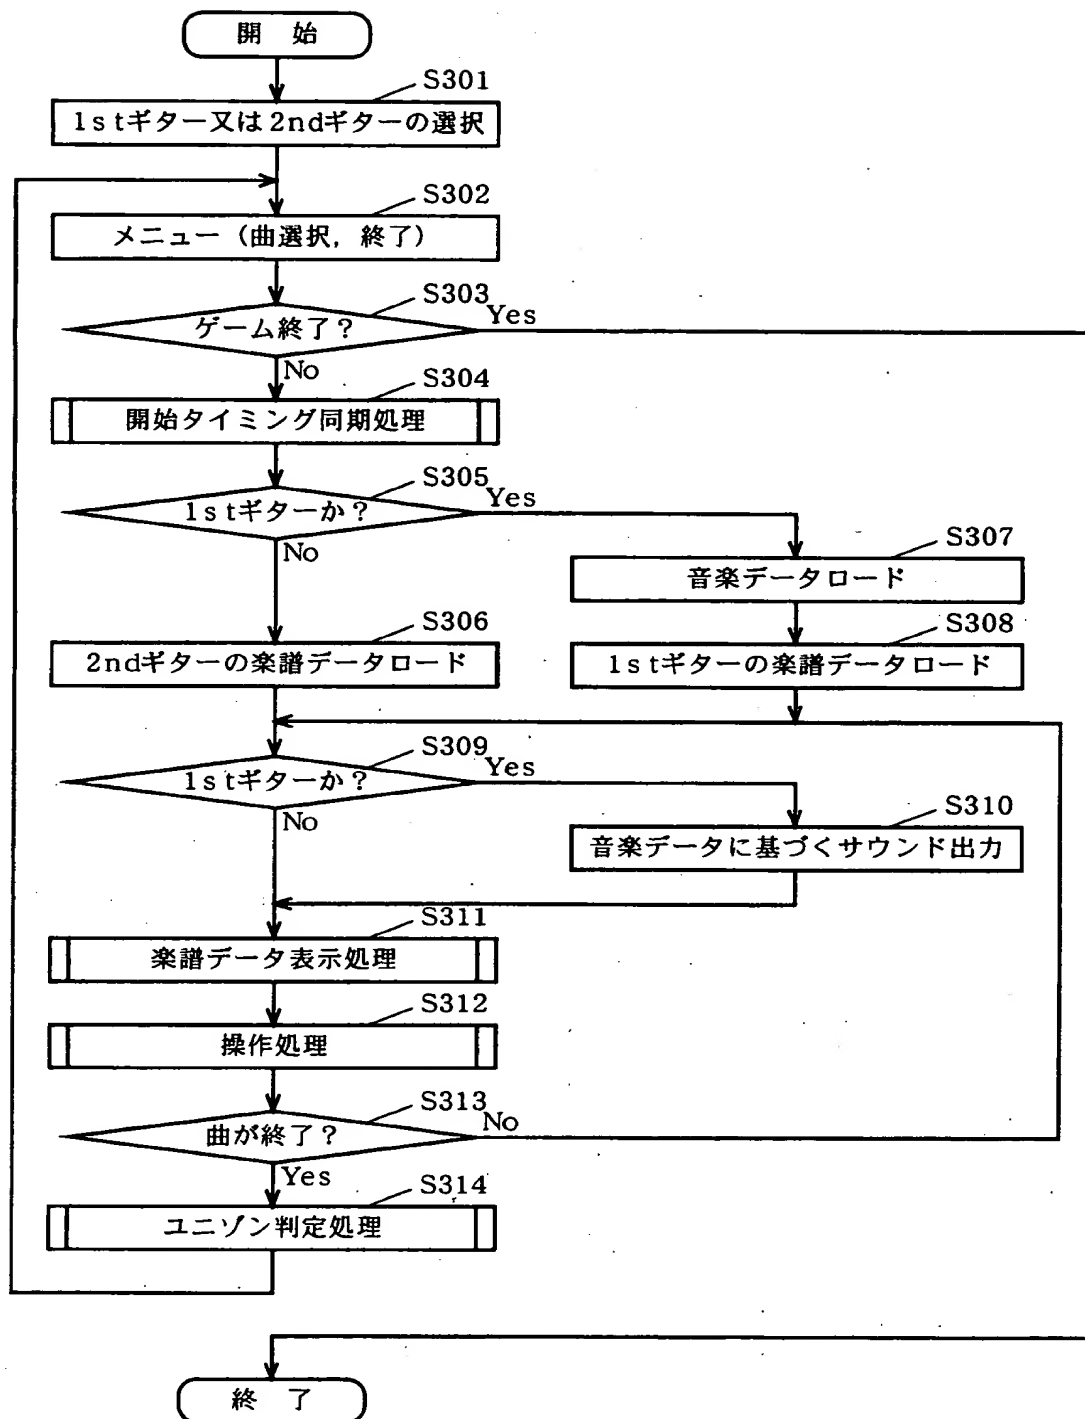 開 始
S301
1stギター又は2ndギターの選択
S302
メニュー（曲選択，終了）
S303
ゲーム終了？
Yes
No
S304
開始タイミング同期処理
S305
1stギターか？
Yes
No
S307
音楽データロード
S306
2ndギターの楽譜データロード
S308
1stギターの楽譜データロード
S309
1stギターか？
Yes
No
S310
音楽データに基づくサウンド出力
S311
楽譜データ表示処理
S312
操作処理
S313
曲が終了？
No
Yes
S314
ユニゾン判定処理
終 了